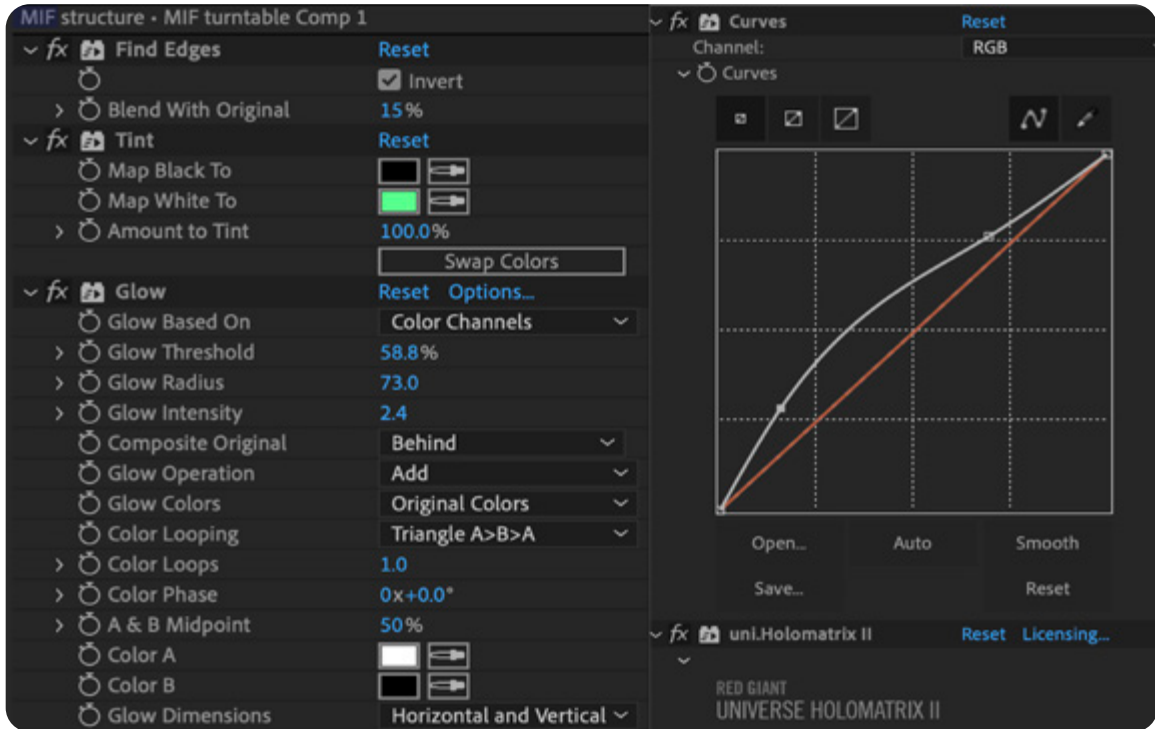 MIF structure • MIF turntable Comp 1
fx Find Edges Reset
Invert
Blend With Original 15%
fx Tint Reset
Map Black To
Map White To
Amount to Tint 100.0%
Swap Colors
fx Glow Reset Options...
Glow Based On Color Channels
Glow Threshold 58.8%
Glow Radius 73.0
Glow Intensity 2.4
Composite Original Behind
Glow Operation Add
Glow Colors Original Colors
Color Looping Triangle A>B>A
Color Loops 1.0
Color Phase 0x+0.0°
A & B Midpoint 50%
Color A
Color B
Glow Dimensions Horizontal and Vertical
fx Curves Reset
Channel: RGB
Curves
Open... Auto Smooth
Save... Reset
fx uni.Holomatrix II Reset Licensing...
RED GIANT
UNIVERSE HOLOMATRIX II